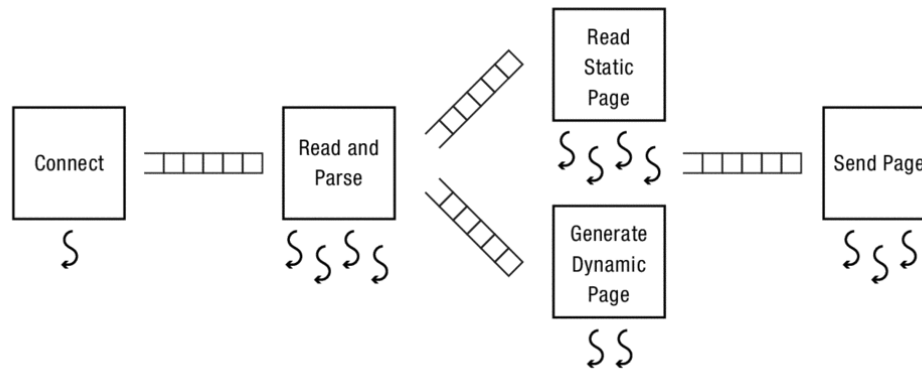 Connect
Read and
Parse
Read
Static
Page
Generate
Dynamic
Page
Send Page